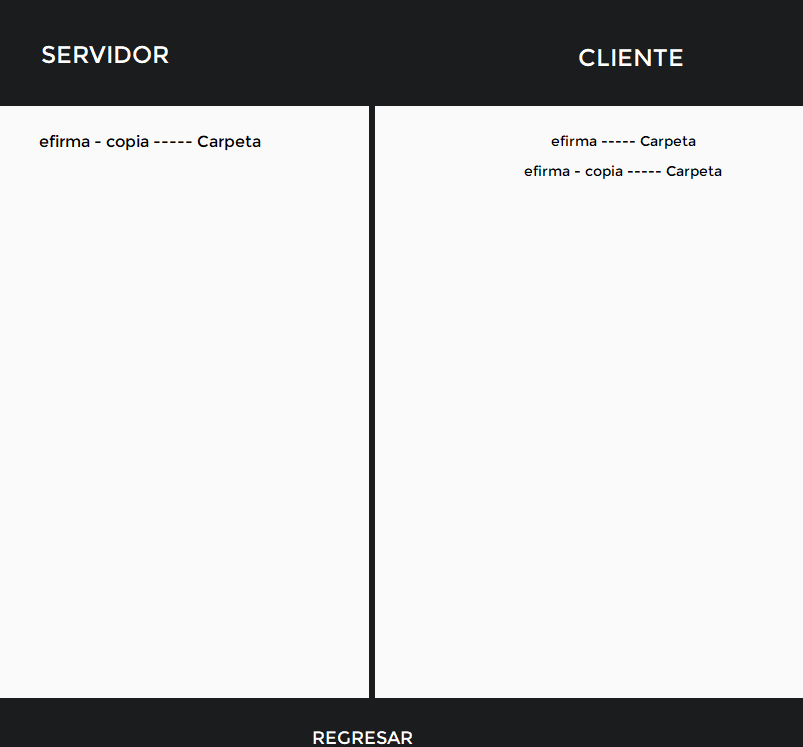 SERVIDOR
CLIENTE
efirma - copia ----- Carpeta
efirma ----- Carpeta
efirma - copia ----- Carpeta
REGRESAR